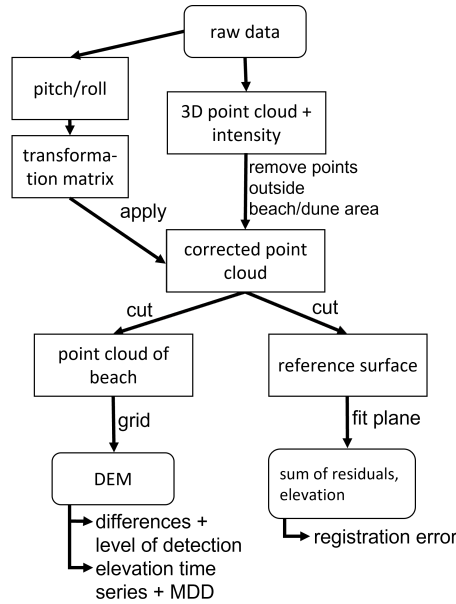 raw data
pitch/roll
3D point cloud +
intensity
transforma-
tion matrix
remove points
outside
beach/dune area
apply
corrected point
cloud
cut
cut
point cloud of
beach
reference surface
grid
fit plane
DEM
sum of residuals,
elevation
differences +
level of detection
elevation time
series + MDD
registration error